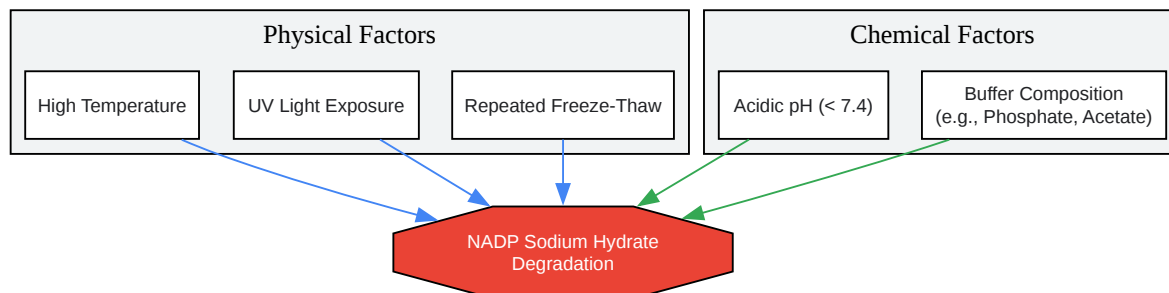 Physical Factors
High Temperature
UV Light Exposure
Repeated Freeze-Thaw
Chemical Factors
Acidic pH (< 7.4)
Buffer Composition
(e.g., Phosphate, Acetate)
NADP Sodium Hydrate
Degradation